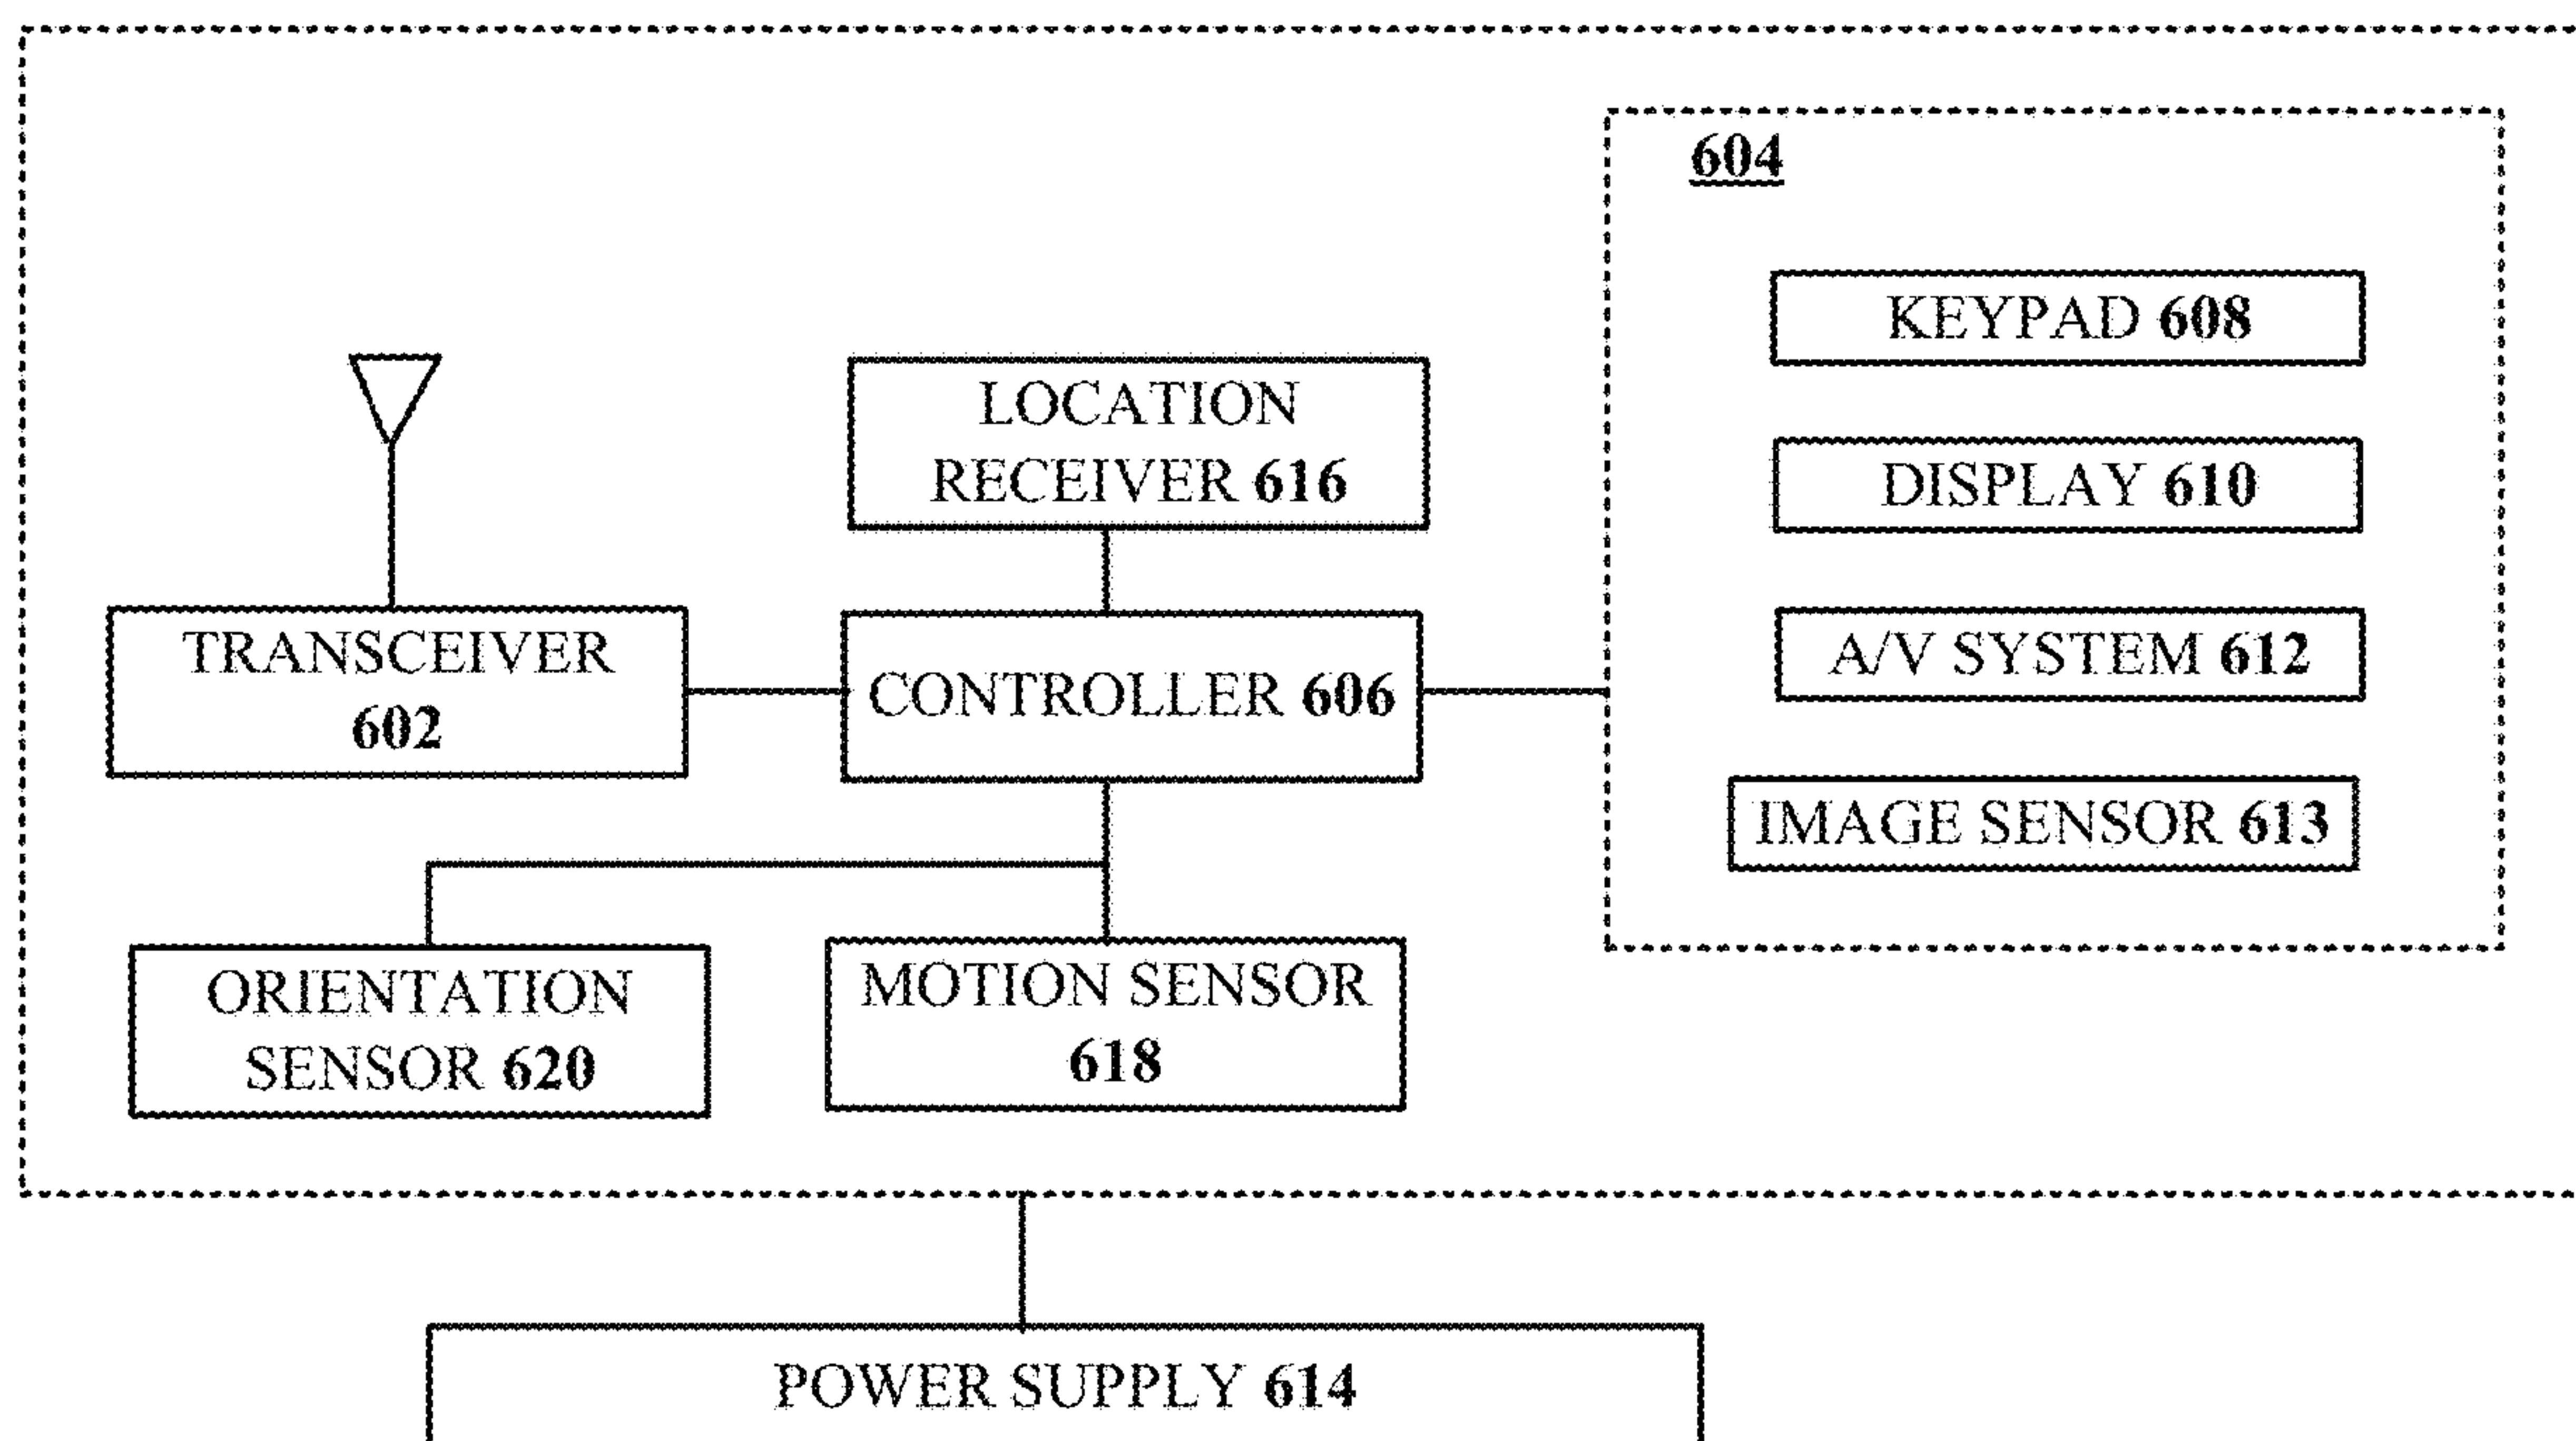 604
KEYPAD 608
LOCATION
RECEIVER 616
DISPLAY 610
TRANSCEIVER
602
CONTROLLER 606
A/V SYSTEM 612
IMAGE SENSOR 613
ORIENTATION
SENSOR 620
MOTION SENSOR
618
POWER SUPPLY 614